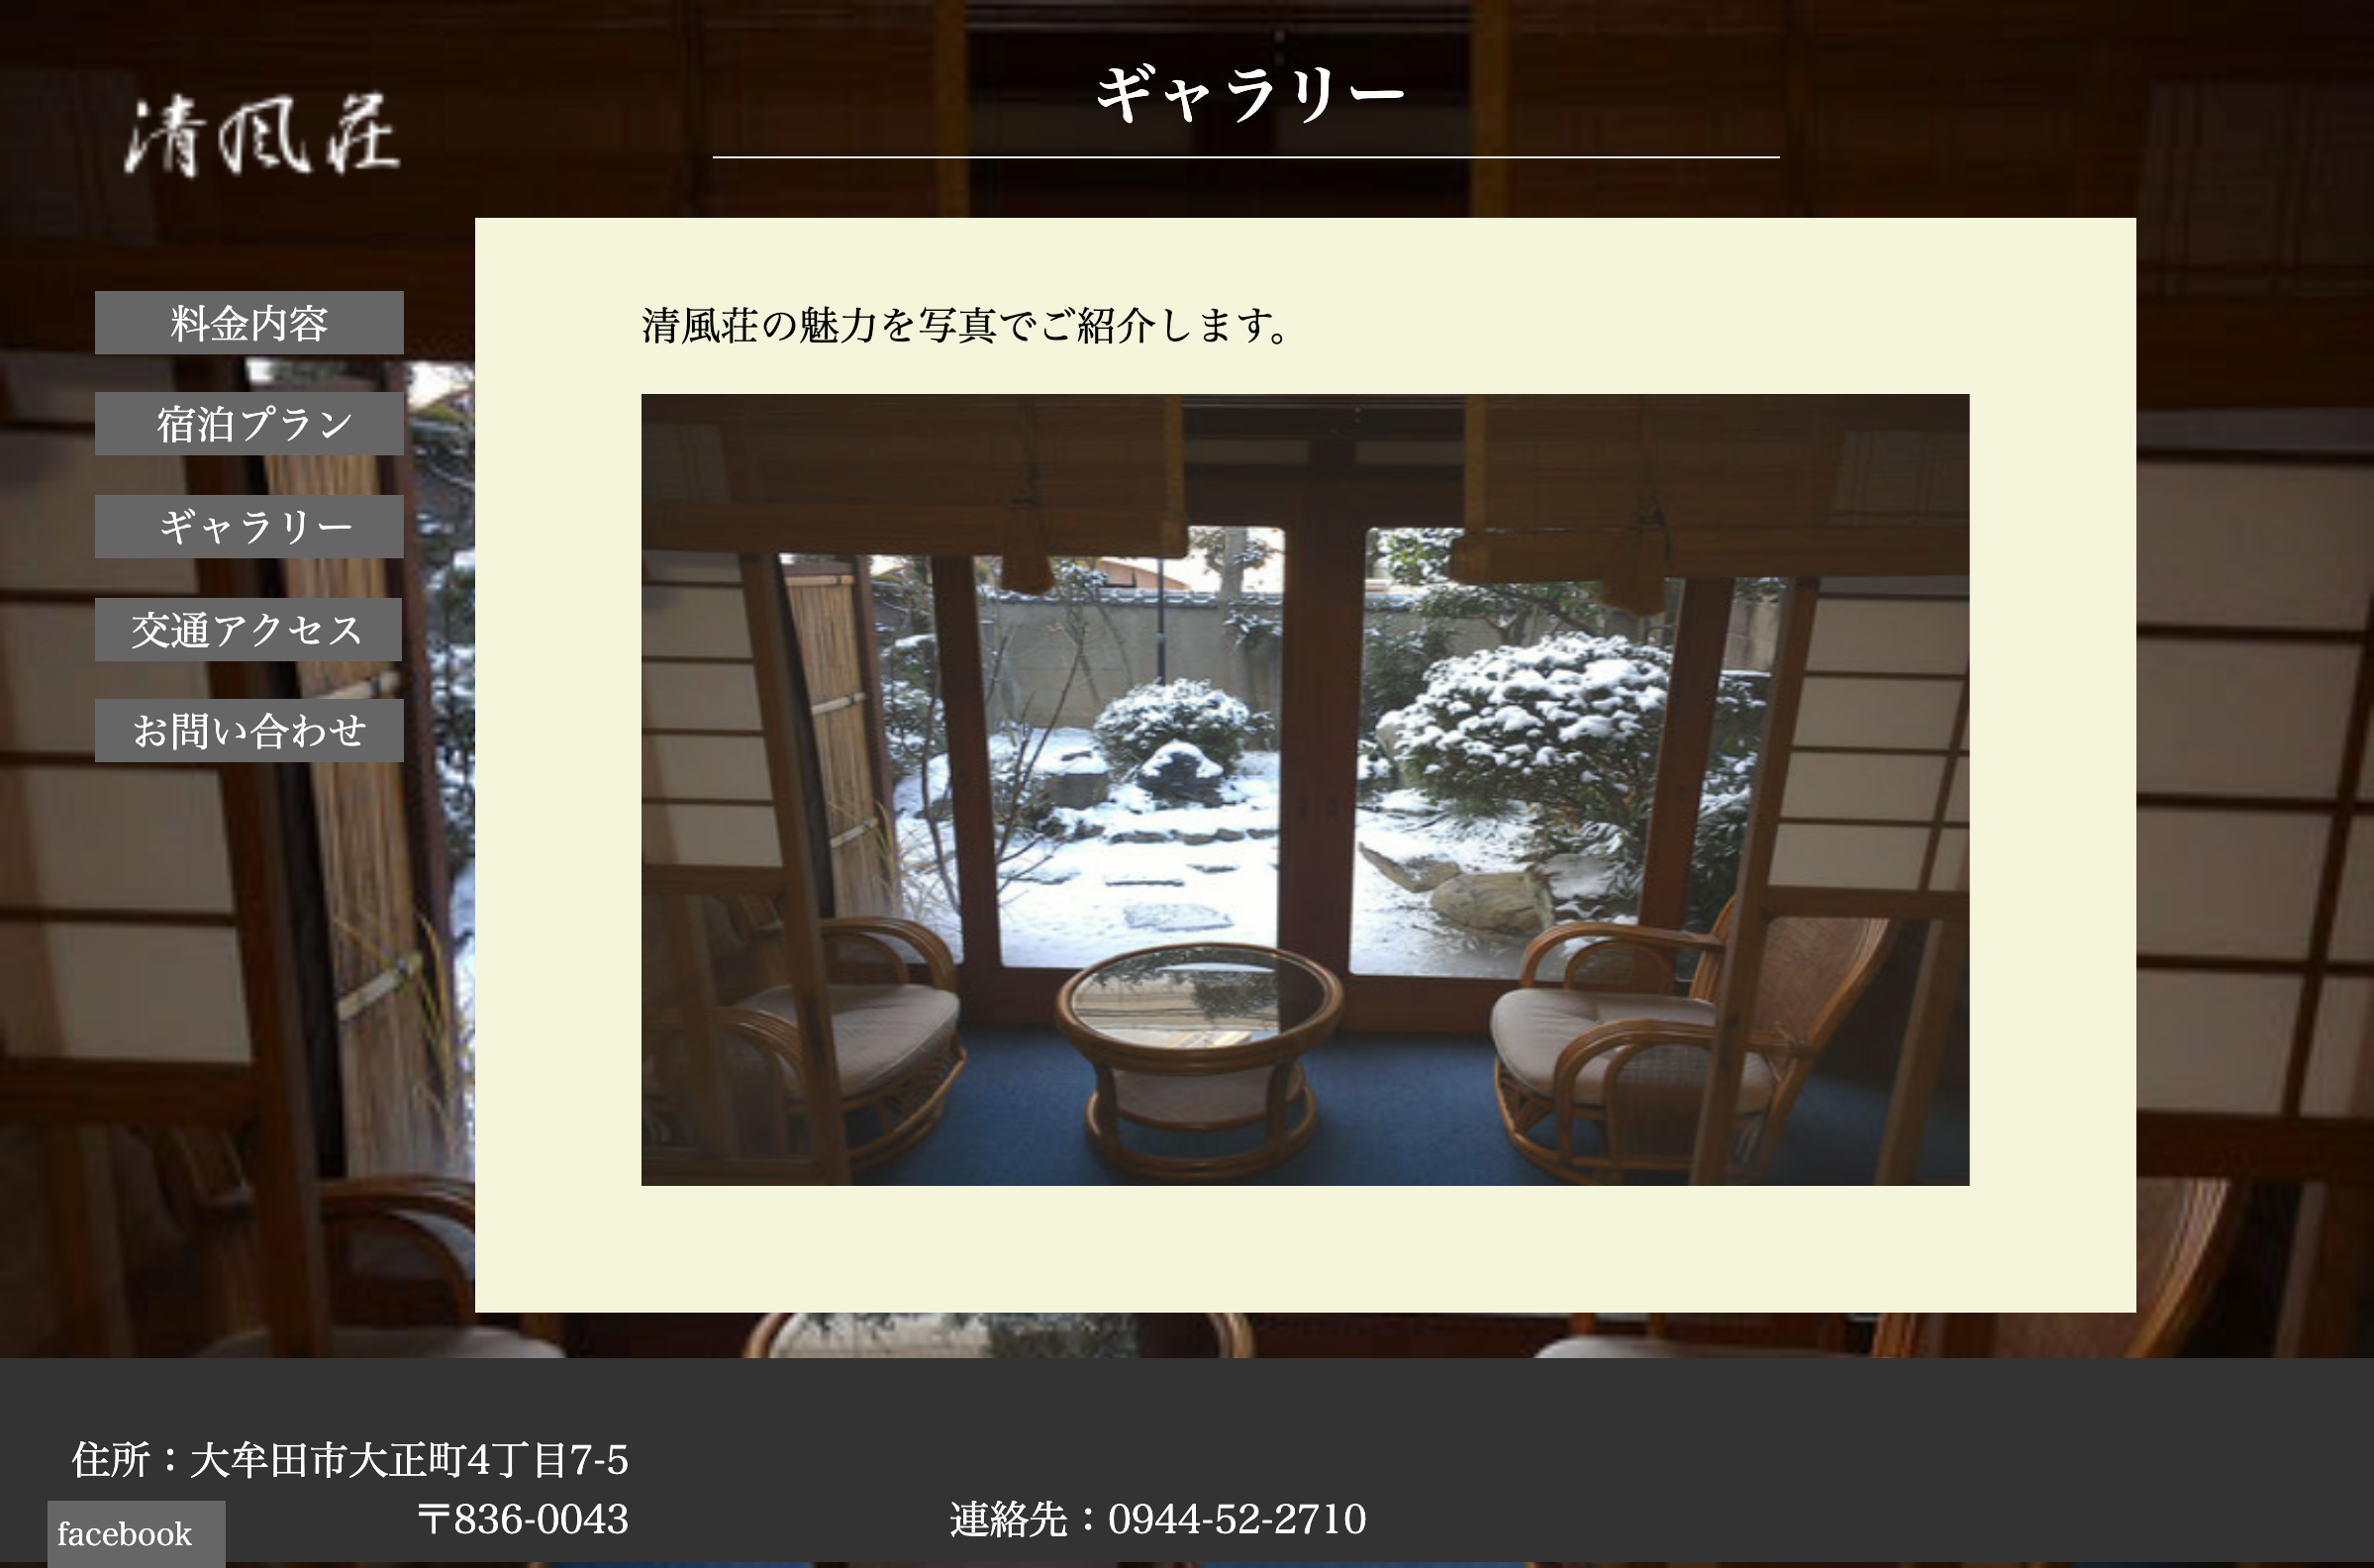 清風荘
ギャラリー
料金内容
宿泊プラン
ギャラリー
交通アクセス
お問い合わせ
清風荘の魅力を写真でご紹介します。
住所：大牟田市大正町4丁目7-5
〒836-0043
連絡先：0944-52-2710
facebook